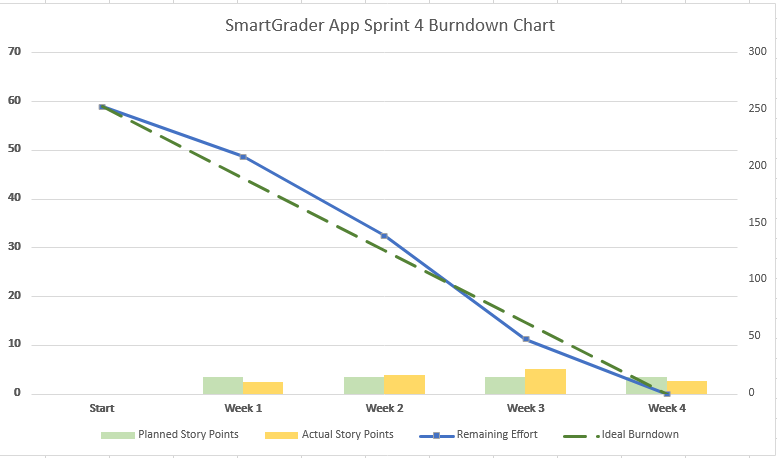 SmartGrader App Sprint 4 Burndown Chart
70 300
60 250
50 200
40 150
30 100
20 50
10 0
0
Start Week 1 Week 2 Week 3 Week 4
Planned Story Points Actual Story Points Remaining Effort Ideal Burndown